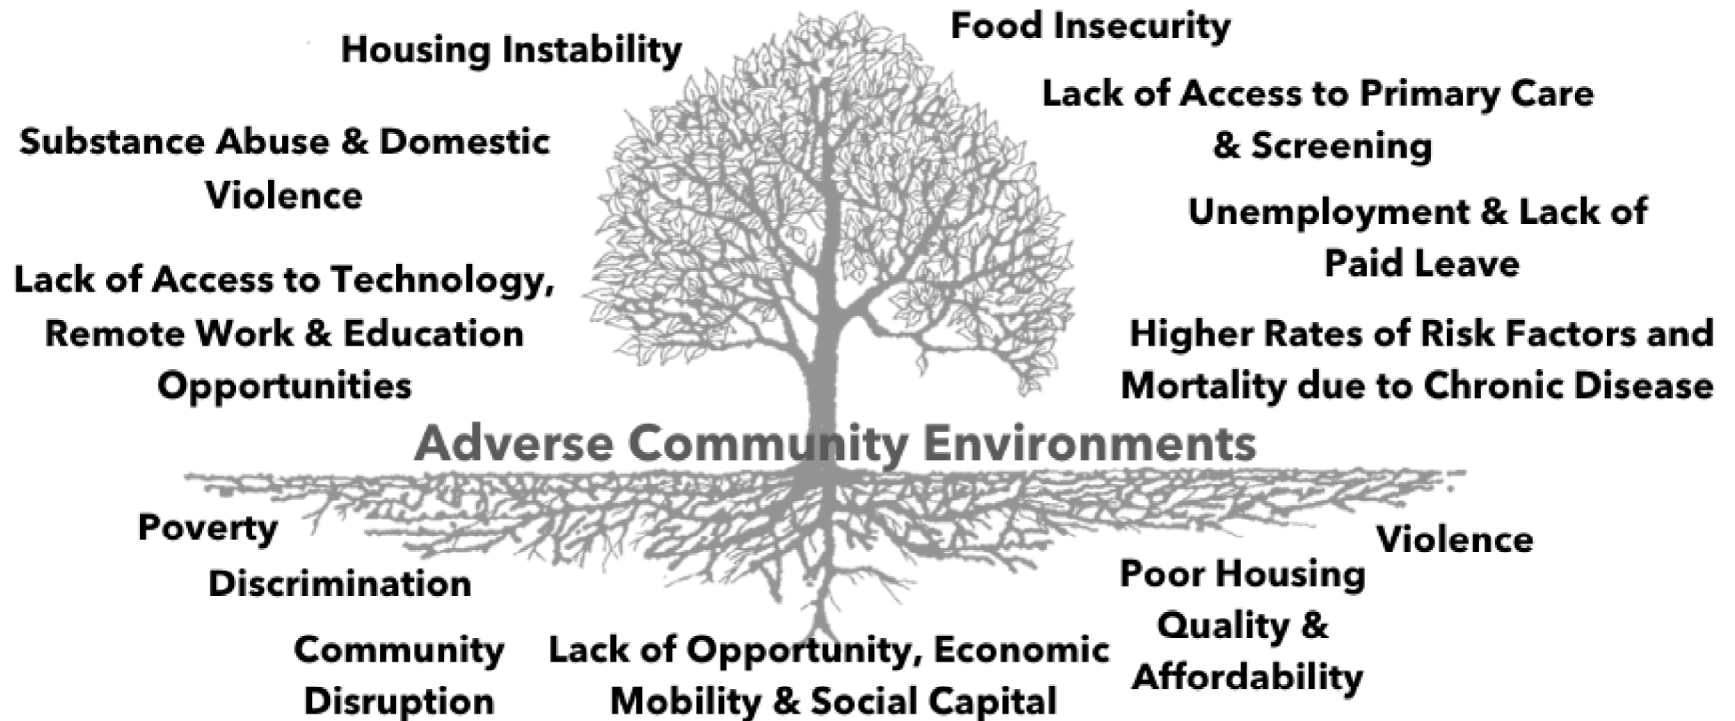 Housing Instability
Food Insecurity
Substance Abuse & Domestic
Violence
Lack of Access to Primary Care
& Screening
Lack of Access to Technology,
Remote Work & Education
Opportunities
Unemployment & Lack of
Paid Leave
Higher Rates of Risk Factors and
Mortality due to Chronic Disease
Adverse Community Environments
Poverty
Discrimination
Community
Disruption
Lack of Opportunity, Economic
Mobility & Social Capital
Poor Housing
Quality &
Affordability
Violence